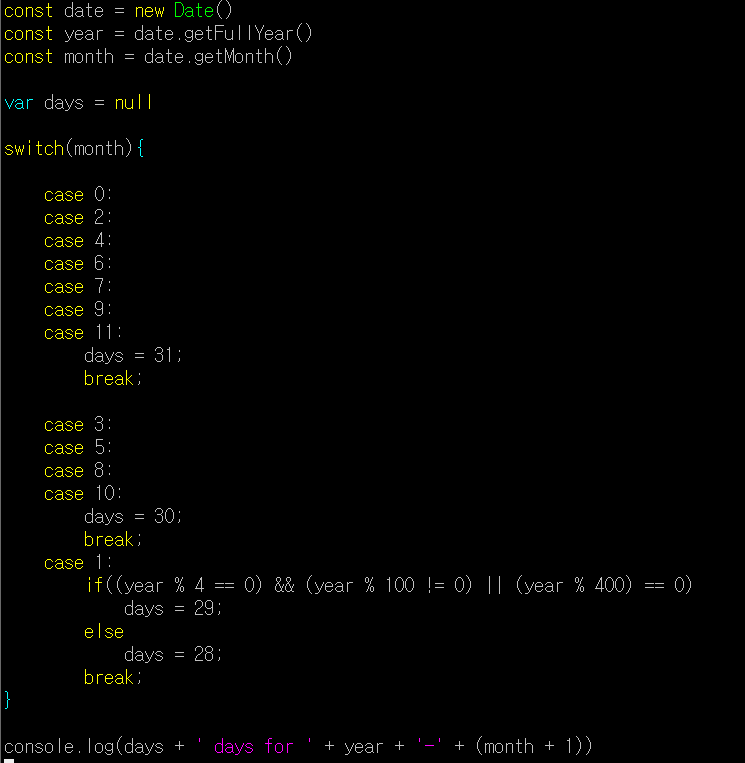 const date = new Date()
const year = date.getFullYear()
const month = date.getMonth()

var days = null

switch(month){

    case 0:
    case 2:
    case 4:
    case 6:
    case 7:
    case 9:
    case 11:
        days = 31;
        break;

    case 3:
    case 5:
    case 8:
    case 10:
        days = 30;
        break;
    case 1:
        if((year % 4 == 0) && (year % 100 != 0) || (year % 400) == 0)
            days = 29;
        else
            days = 28;
        break;
}

console.log(days + ' days for ' + year + '-' + (month + 1))